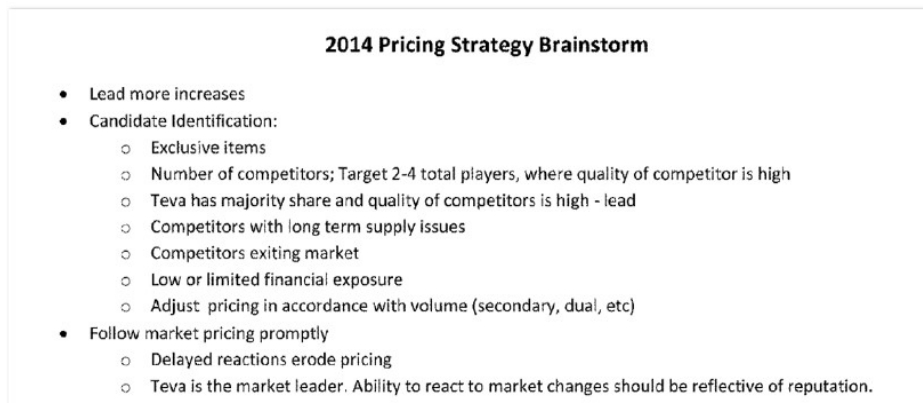 2014 Pricing Strategy Brainstorm
• Lead more increases
• Candidate Identification:
○ Exclusive items
○ Number of competitors; Target 2-4 total players, where quality of competitor is high
○ Teva has majority share and quality of competitors is high - lead
○ Competitors with long term supply issues
○ Competitors exiting market
○ Low or limited financial exposure
○ Adjust pricing in accordance with volume (secondary, dual, etc)
• Follow market pricing promptly
○ Delayed reactions erode pricing
○ Teva is the market leader. Ability to react to market changes should be reflective of reputation.